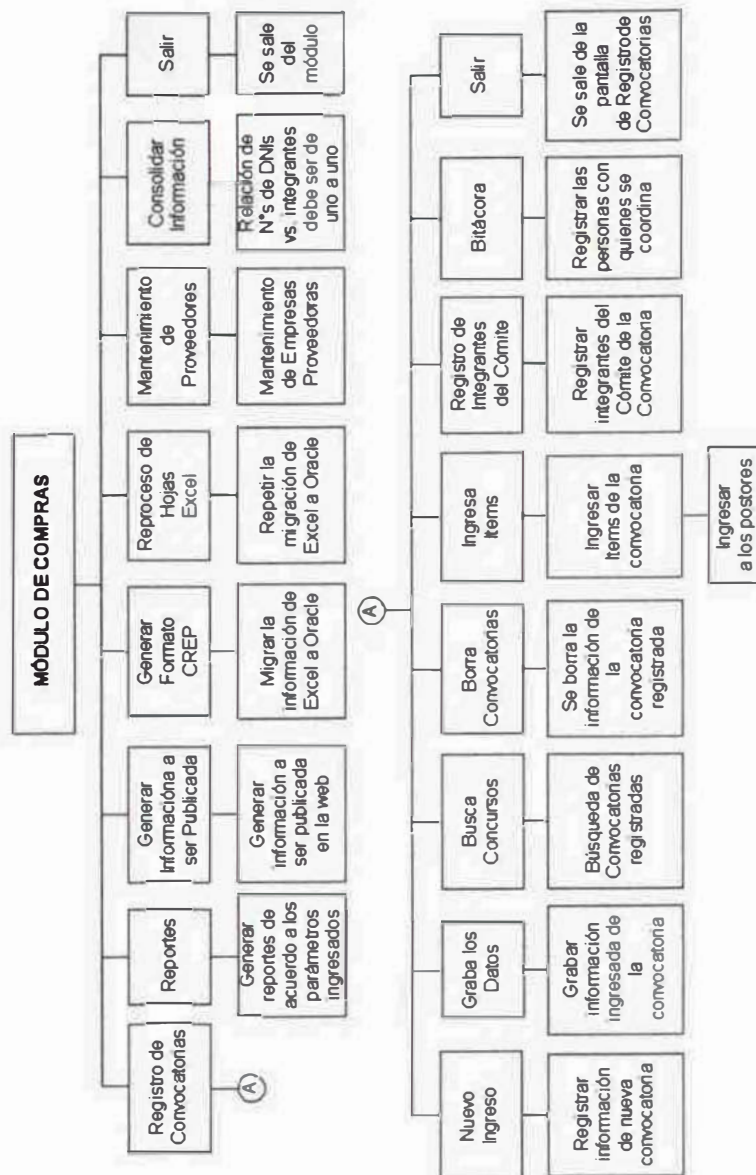 MÓDULO DE COMPRAS
Registro de
Convocatorias
A
Reportes
Generar
reportes de
acuerdo a los
parámetros
ingresados
Generar
Informacióna a
ser Publicada
Generar
información a
ser publicada
en la web
Generar
Formato
CREP
Migrar la
información de
Excel a Oracle
Reproceso de
Hojas
Excel
Repetir la
migración de
Excel a Oracle
Mantenimiento
de
Proveedores
Mantenimiento
de Empresas
Proveedoras
Consolidar
Información
Relación de
N°s de DNIs
vs. integrantes
debe ser de
uno a uno
Salir
Se sale
del
módulo
A
Nuevo
Ingreso
Registrar
información
de nueva
convocatoria
Graba los
Datos
Grabar
información
ingresada de
la
convocatoria
Busca
Concursos
Búsqueda de
Convocatorias
registradas
Borra
Convocatorias
Se borra la
información de
la
convocatoria
registrada
Ingresa
Items
Ingresar
Items de la
convocatoria
Ingresar
a los postores
Registro de
Integrantes
del Cómite
Registrar
integrantes del
Cómite de la
Convocatoria
Bitácora
Registrar las
personas con
quienes se
coordina
Salir
Se sale de la
pantalla
de Registrode
Convocatorias